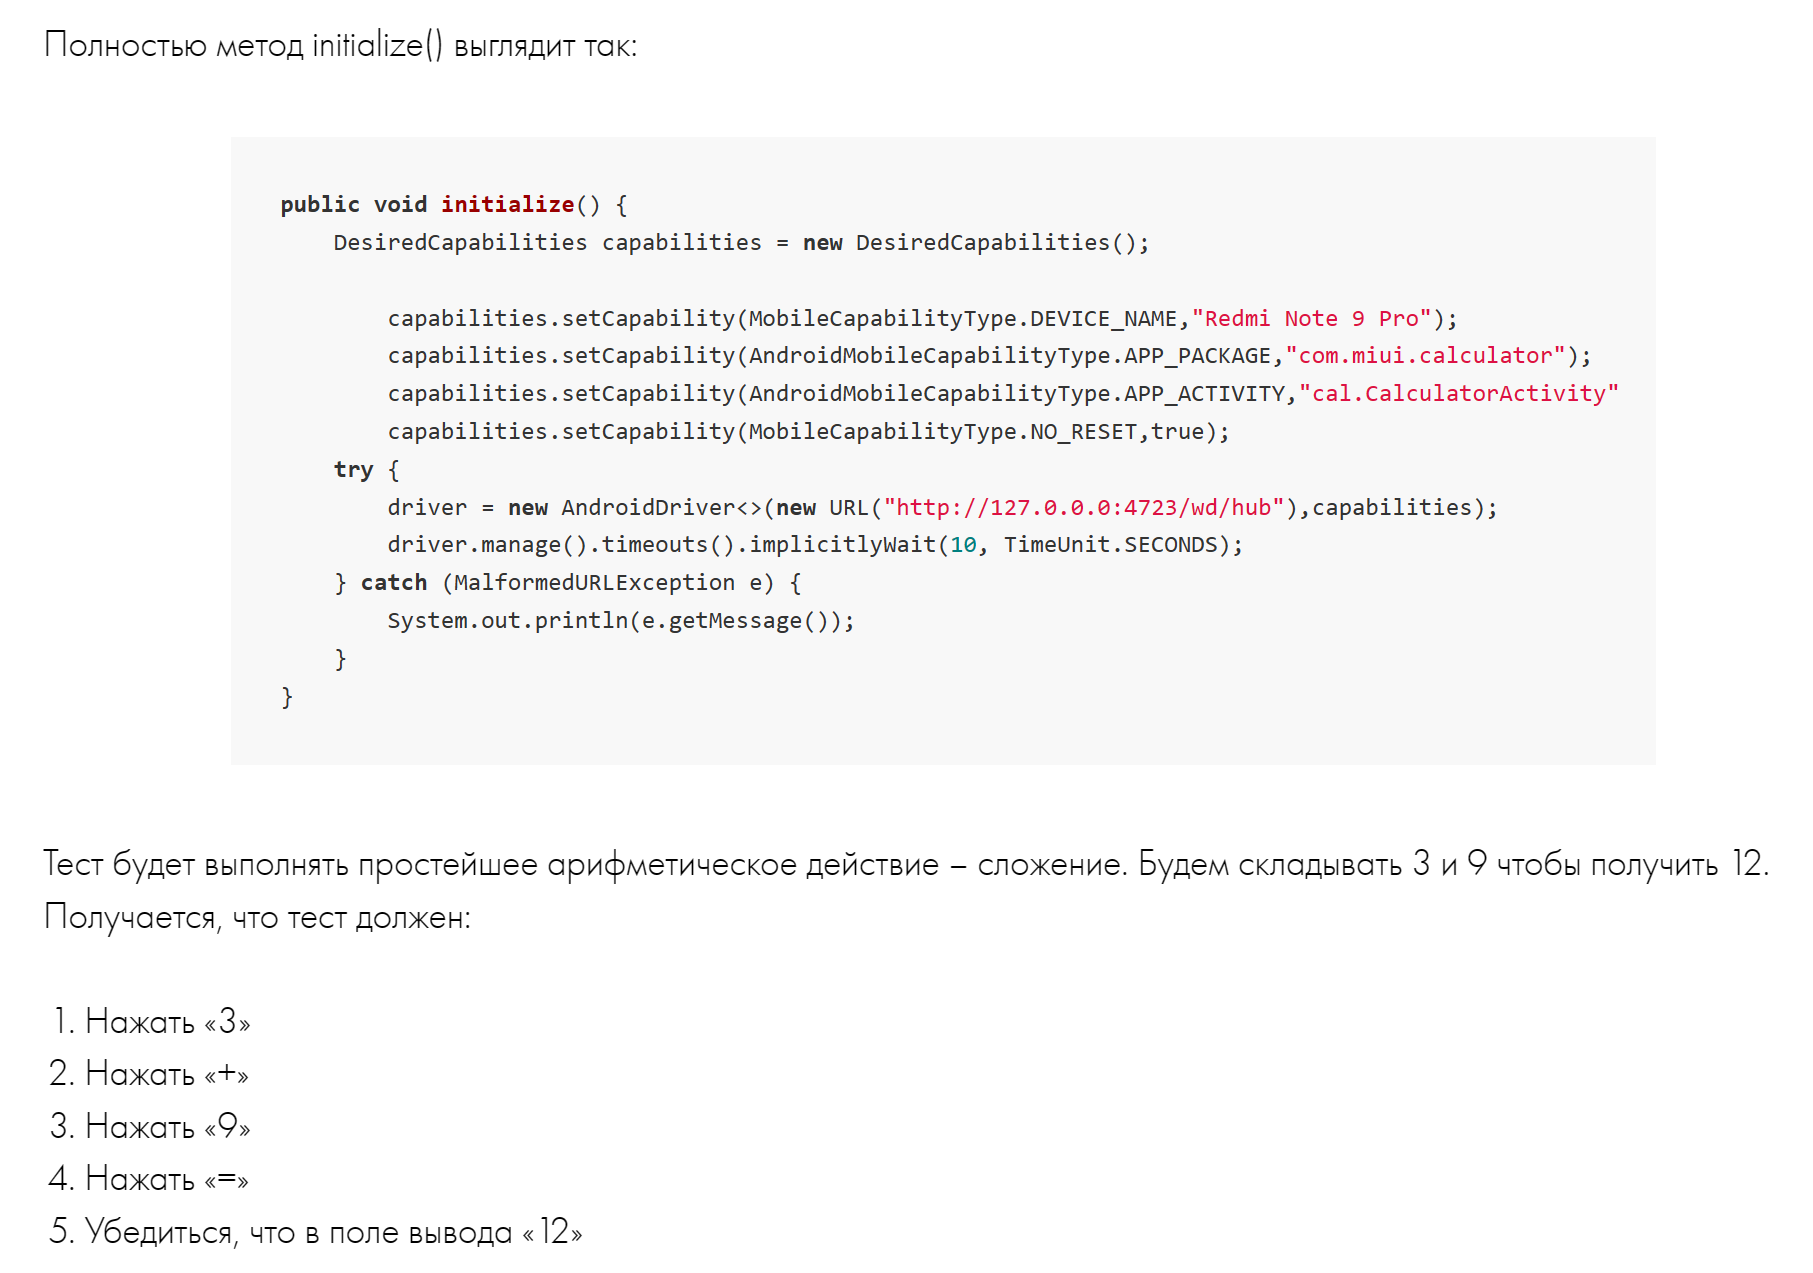 Полностью метод initialize() выглядит так:
public void initialize() {
    DesiredCapabilities capabilities = new DesiredCapabilities();
        capabilities.setCapability(MobileCapabilityType.DEVICE_NAME,"Redmi Note 9 Pro");
        capabilities.setCapability(AndroidMobileCapabilityType.APP_PACKAGE,"com.miui.calculator");
        capabilities.setCapability(AndroidMobileCapabilityType.APP_ACTIVITY,"cal.CalculatorActivity"
        capabilities.setCapability(MobileCapabilityType.NO_RESET,true);
    try {
        driver = new AndroidDriver<>(new URL("http://127.0.0.0:4723/wd/hub"),capabilities);
        driver.manage().timeouts().implicitlyWait(10, TimeUnit.SECONDS);
    } catch (MalformedURLException e) {
        System.out.println(e.getMessage());
    }
}
Тест будет выполнять простейшее арифметическое действие – сложение. Будем складывать 3 и 9 чтобы получить 12.
Получается, что тест должен:
1. Нажать «3»
2. Нажать «+»
3. Нажать «9»
4. Нажать «=»
5. Убедиться, что в поле вывода «12»